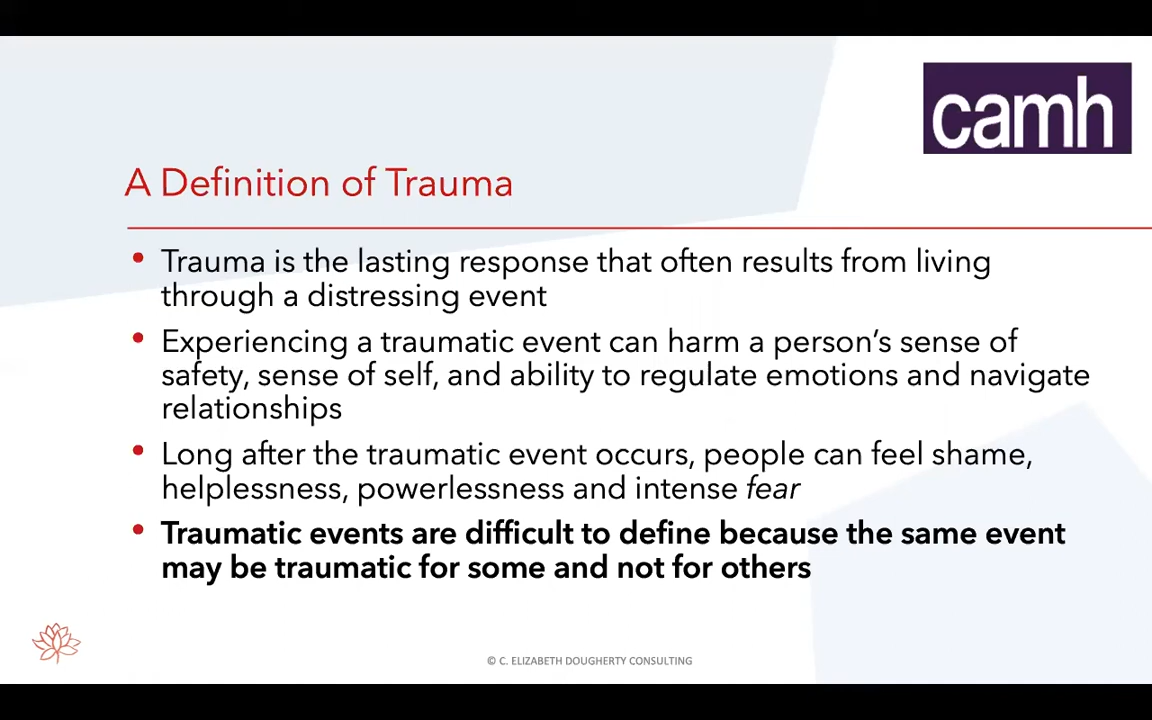 camh
A Definition of Trauma
• Trauma is the lasting response that often results from living
through a distressing event
• Experiencing a traumatic event can harm a person’s sense of
safety, sense of self, and ability to regulate emotions and navigate
relationships
• Long after the traumatic event occurs, people can feel shame,
helplessness, powerlessness and intense fear
• Traumatic events are difficult to define because the same event
may be traumatic for some and not for others
© C. ELIZABETH DOUGHERTY CONSULTING